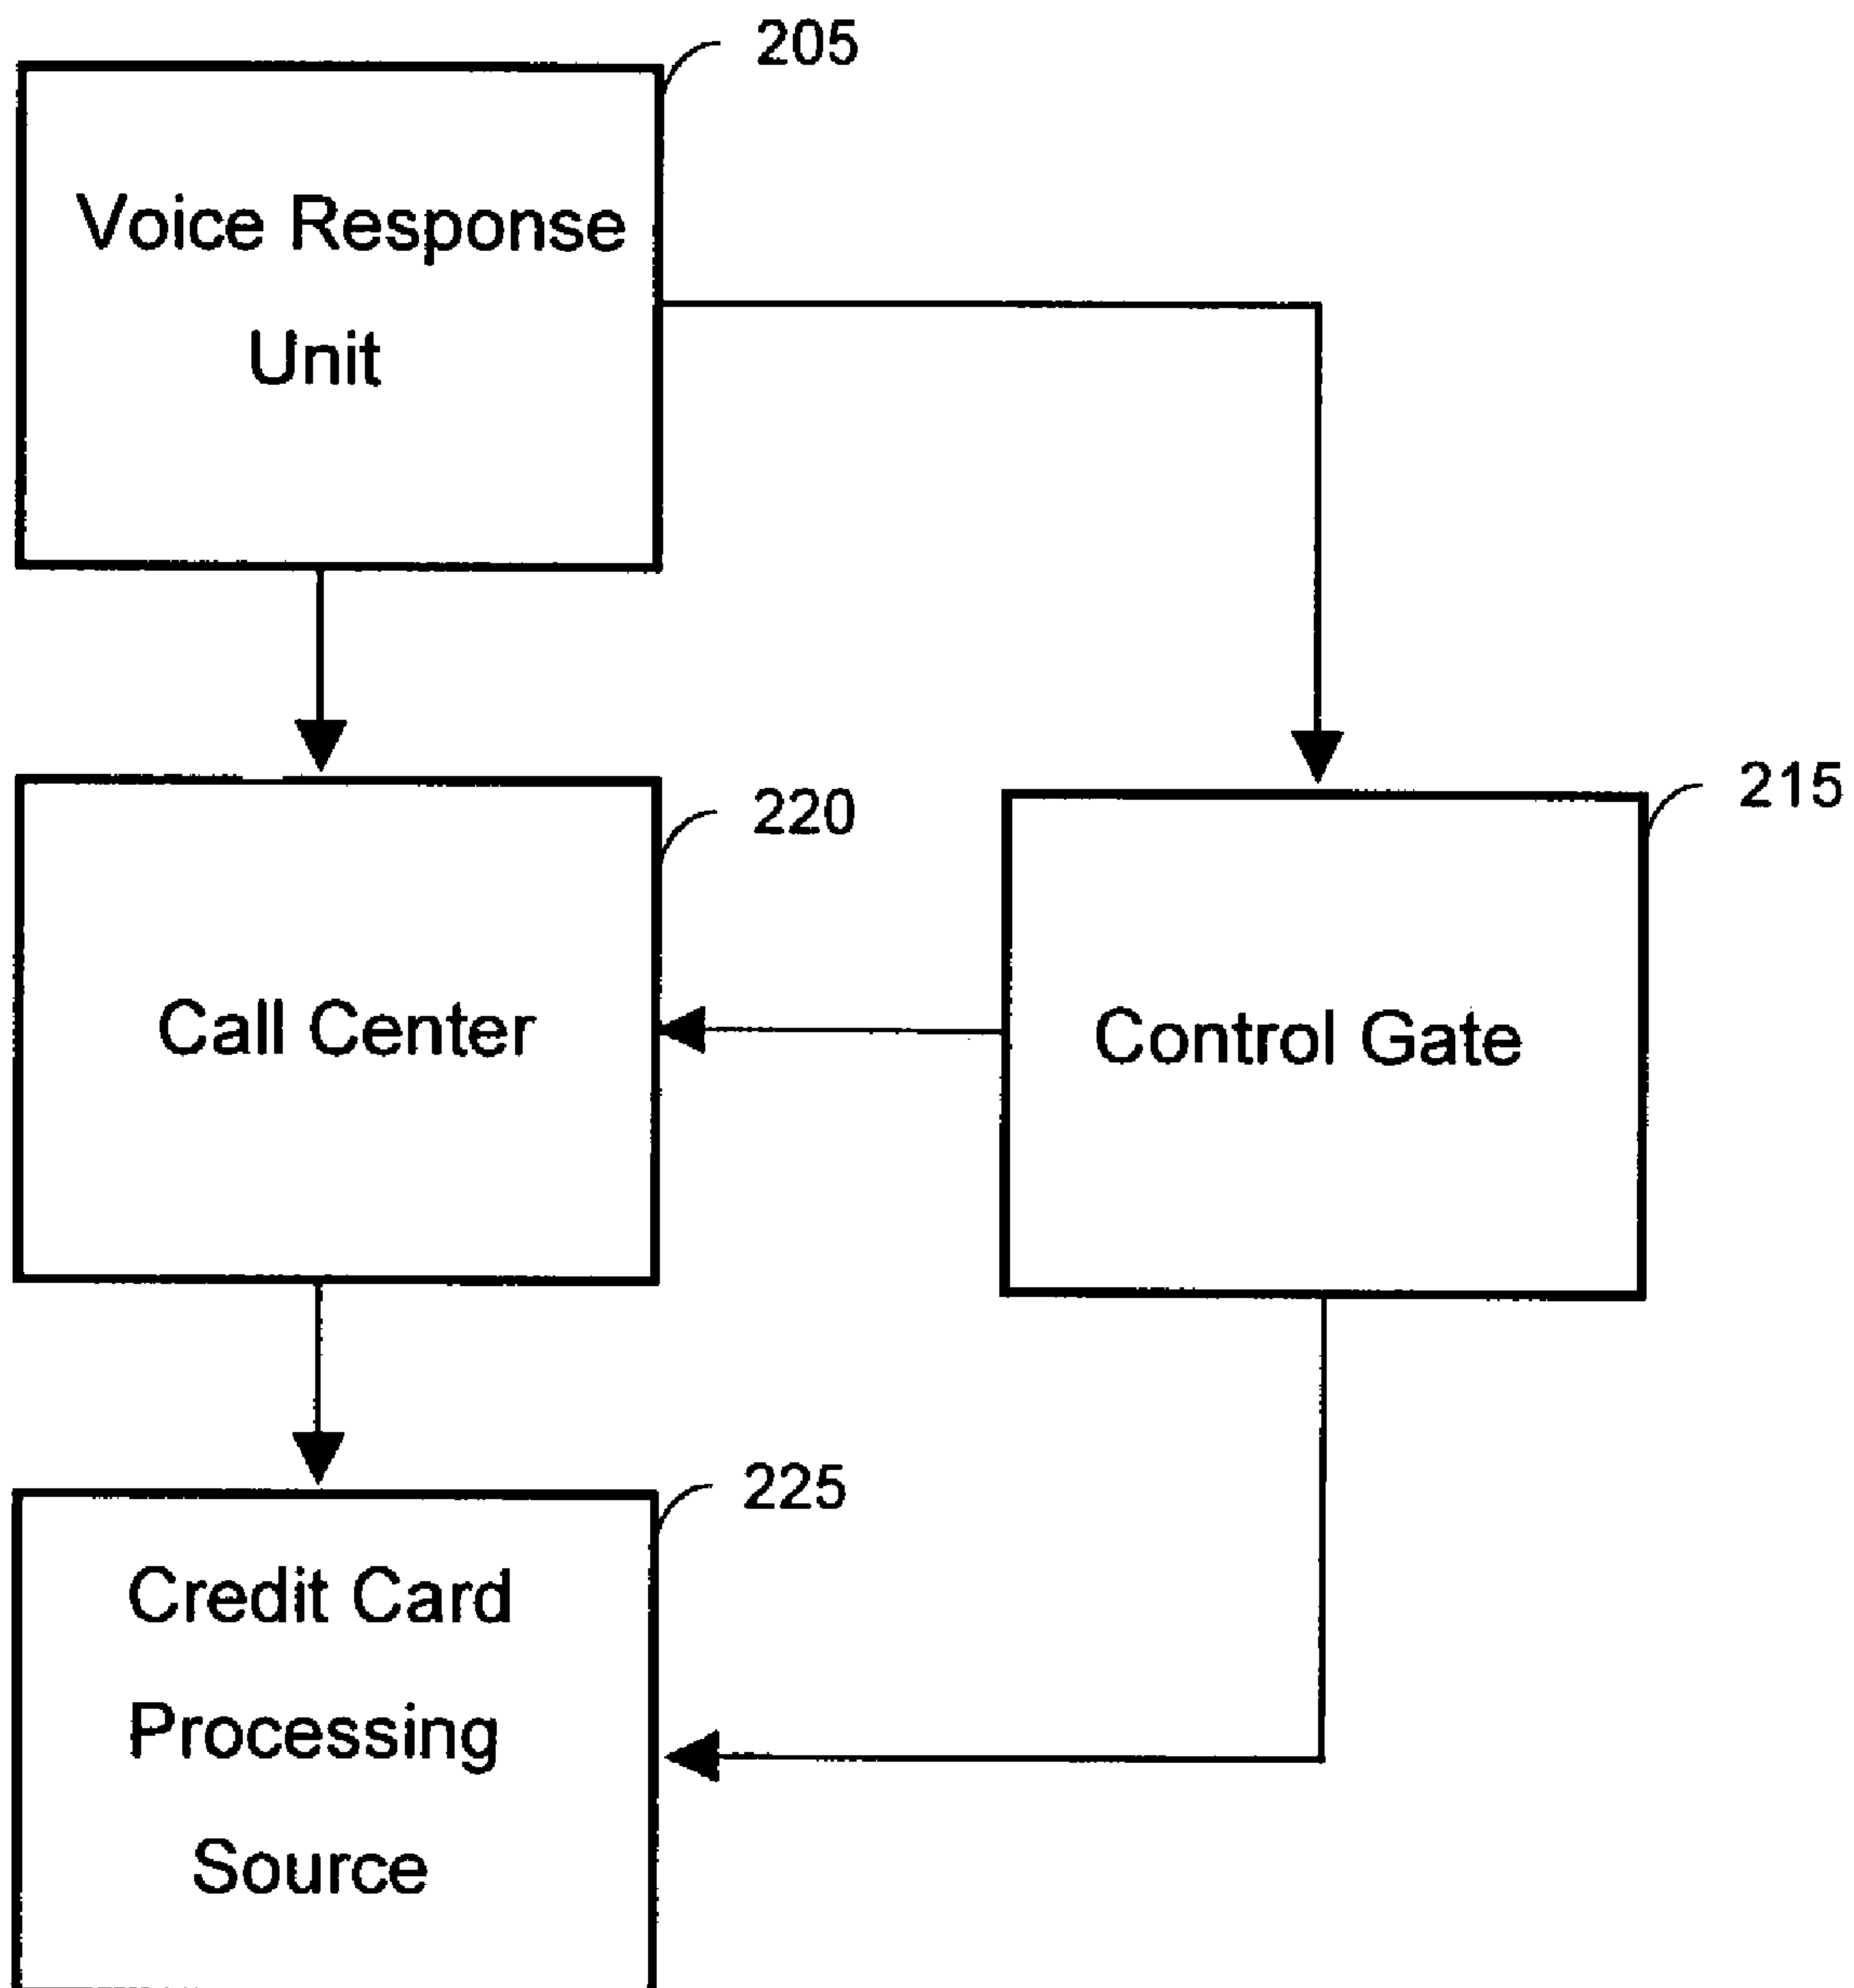 205
Voice Response
Unit
220
215
Call Center
Control Gate
225
Credit Card
Processing
Source